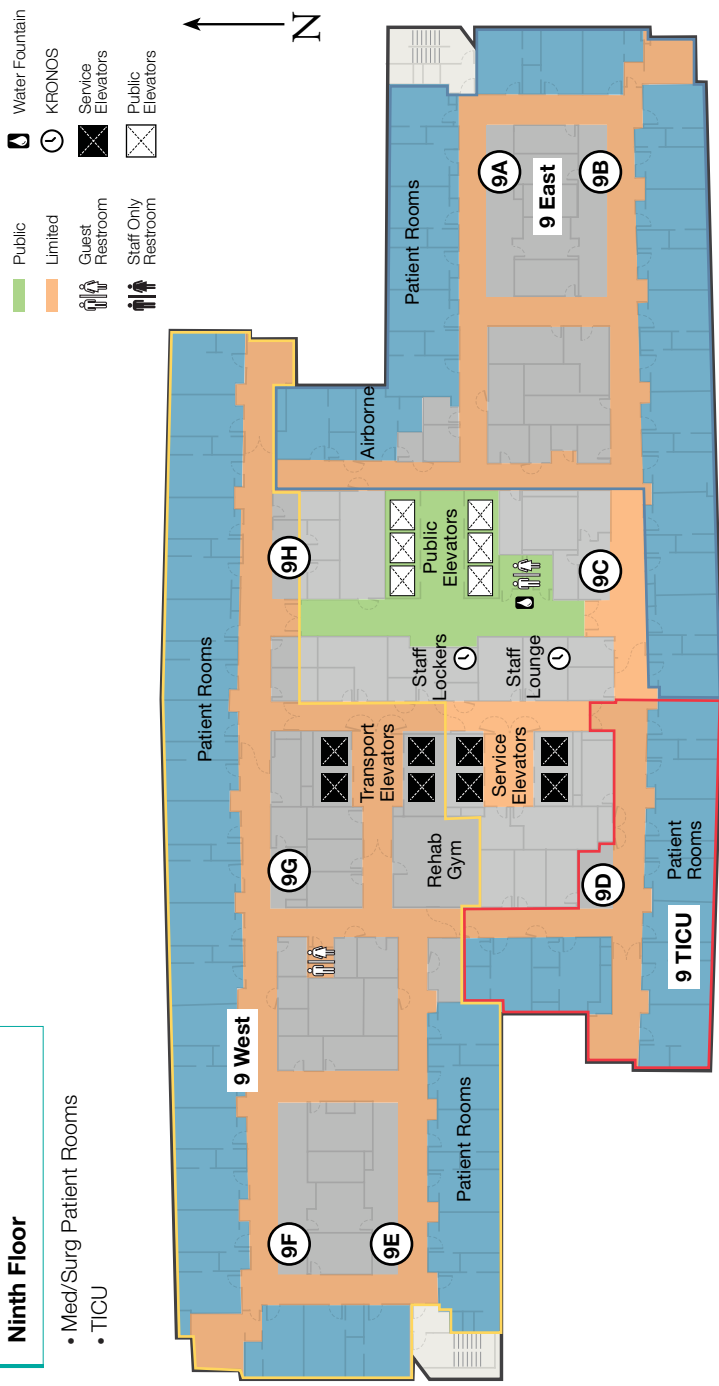 Ninth Floor
• Med/Surg Patient Rooms
• TICU
Public
Limited
Guest
Restroom
Staff Only
Restroom
Water Fountain
KRONOS
Service
Elevators
Public
Elevators
N
Patient Rooms
9 West
9F
9E
9G
9H
Patient Rooms
Transport
Elevators
Rehab
Gym
Service
Elevators
Staff
Lockers
Staff
Lounge
Public
Elevators
9C
9D
9 TICU
Patient
Rooms
Airborne
Patient Rooms
9A
9 East
9B